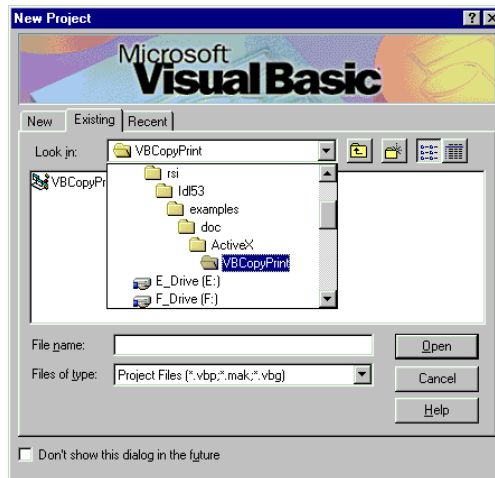 New Project
Microsoft
Visual Basic
New Existing Recent
Look in: VBCopyPrint
VBCopyPr
rsi
Idl53
examples
doc
ActiveX
VBCopyPrint
E_Drive (E:)
F_Drive (F:)
File name: Open
Files of type: Project Files (*.vbp;*.mak;*.vbg) Cancel
Help
Don't show this dialog in the future